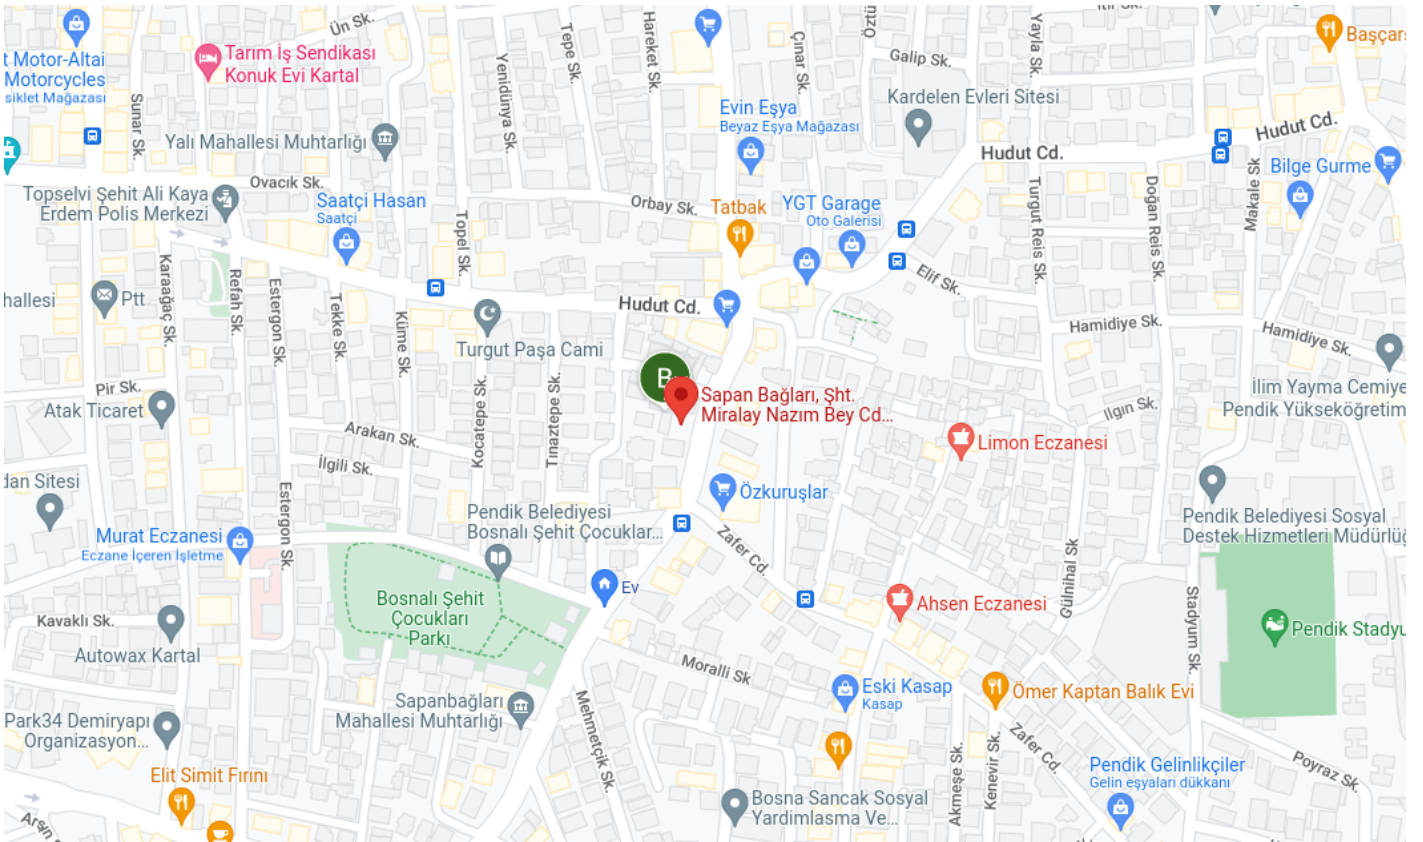 Ün Sk.
Tarım İş Sendikası
Konuk Evi Kartal
t Motor-Altai
Motorcycles
siklet Mağazası
Sunar Sk.
Yenidünya Sk.
Tepe Sk.
Hareket Sk.
Çınar Sk.
Galip Sk.
Yayla Sk.
Başçar
Kardelen Evleri Sitesi
Evin Eşya
Beyaz Eşya Mağazası
Hudut Cd.
Hudut Cd.
Yalı Mahallesi Muhtarlığı
Bilge Gurme
Ovacık Sk.
Topselvi Şehit Ali Kaya
Erdem Polis Merkezi
Saatçi Hasan
Saatçi
Topel Sk.
Orbay Sk.
Tatbak
YGT Garage
Oto Galerisi
Turgut Reis Sk.
Doğan Reis Sk.
Makale Sk
Karaağaç Sk.
Refah Sk.
Estergon Sk.
Tekke Sk.
Küme Sk.
Elif Sk.
hallesi
Ptt
Hudut Cd.
Hamidiye Sk.
Hamidiye Sk.
Turgut Paşa Cami
Pir Sk.
Atak Ticaret
Kocatepe Sk.
Tınaztepe Sk.
B
Sapan Bağları, Şht.
Miralay Nazım Bey Cd...
İlim Yayma Cemiye
Pendik Yükseköğretim
Ilgın Sk.
Arakan Sk.
İlgili Sk.
Limon Eczanesi
dan Sitesi
Estergon Sk.
Özkuruşlar
Pendik Belediyesi
Bosnalı Şehit Çocuklar...
Pendik Belediyesi Sosyal
Destek Hizmetleri Müdürlüğ
Murat Eczanesi
Eczane İçeren İşletme
Zafer Cd.
Gülnihal Sk
Ev
Bosnalı Şehit
Çocukları
Parkı
Ahsen Eczanesi
Stadyum Sk.
Pendik Stadyu
Kavaklı Sk.
Autowax Kartal
Moralli Sk
Eski Kasap
Kasap
Ömer Kaptan Balık Evi
Sapanbağları
Mahallesi Muhtarlığı
Mehmetçik Sk.
Park34 Demiryapı
Organizasyon...
Zafer Cd.
Akmeşe Sk.
Kenevir Sk.
Elit Simit Fırını
Pendik Gelinlikçiler
Gelin eşyaları dükkanı
Poyraz Sk.
Bosna Sancak Sosyal
Yardımlasma Ve...